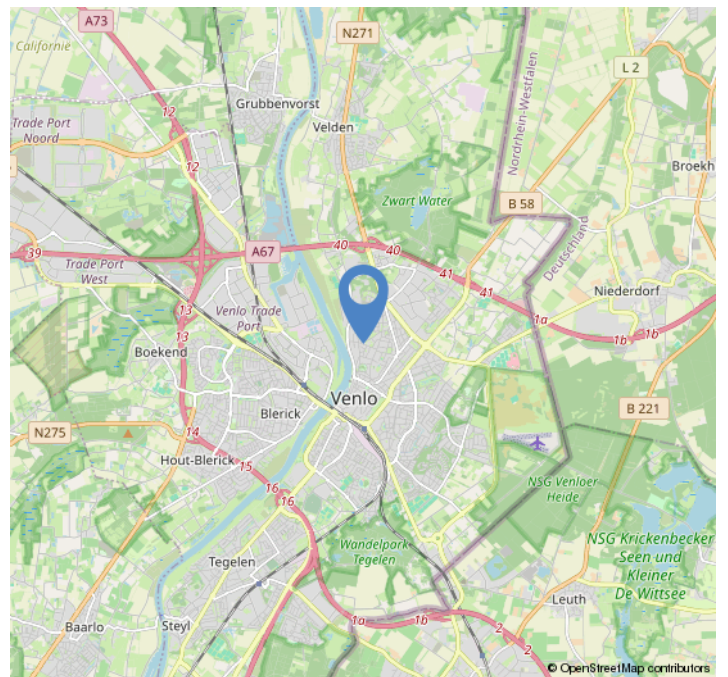 A73
N271
Californie
L 2
Grubbenvorst
Velden
Nordrhein-Westfalen
Trade Port
Noord
12
12
Broekh
Zwart Water
B 58
Deutschland
39
A67
40
40
Trade Port
West
41
41
Niederdorf
13
13
Venlo Trade
Port
1a
1b
1b
Boekend
Venlo
Blerick
B 221
N275
14
Hout-Blerick
15
16
16
NSG Venloer
Heide
NSG Krickenbecker
Seen und
Kleiner
De Wittsee
Wandelpark
Tegelen
Tegelen
Leuth
Baarlo
Steyl
1a
1b
2
2
© OpenStreetMap contributors